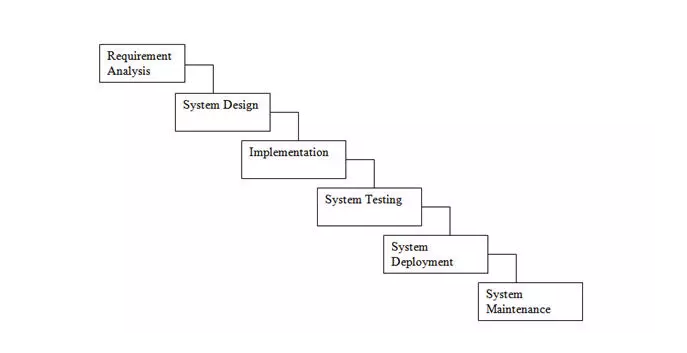 Requirement
Analysis
System Design
Implementation
System Testing
System
Deployment
System
Maintenance